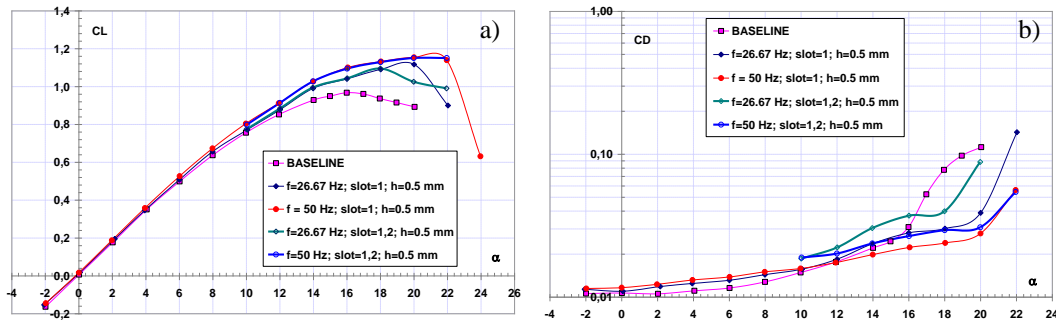 CL
a)
1,4
1,2
1,0
0,8
0,6
0,4
0,2
0,0
-0,2
-4 -2 0 2 4 6 8 10 12 14 16 18 20 22 24 26
α
BASELINE
f=26.67 Hz; slot=1; h=0.5 mm
f = 50 Hz; slot=1; h=0.5 mm
f=26.67 Hz; slot=1,2; h=0.5 mm
f=50 Hz; slot=1,2; h=0.5 mm
CD
b)
1,00
0,10
0,01
-4 -2 0 2 4 6 8 10 12 14 16 18 20 22 24
α
BASELINE
f=26.67 Hz; slot=1; h=0.5 mm
f = 50 Hz; slot=1; h=0.5 mm
f=26.67 Hz; slot=1,2; h=0.5 mm
f=50 Hz; slot=1,2; h=0.5 mm